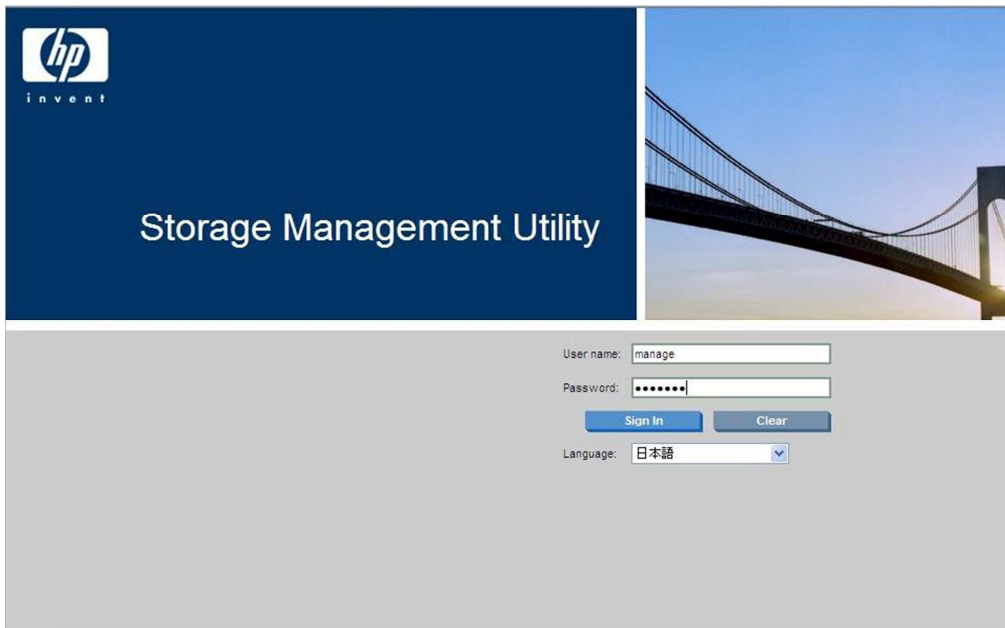 hp
invent
Storage Management Utility
User name: manage
Password: •••••••
Sign In Clear
Language: 日本語